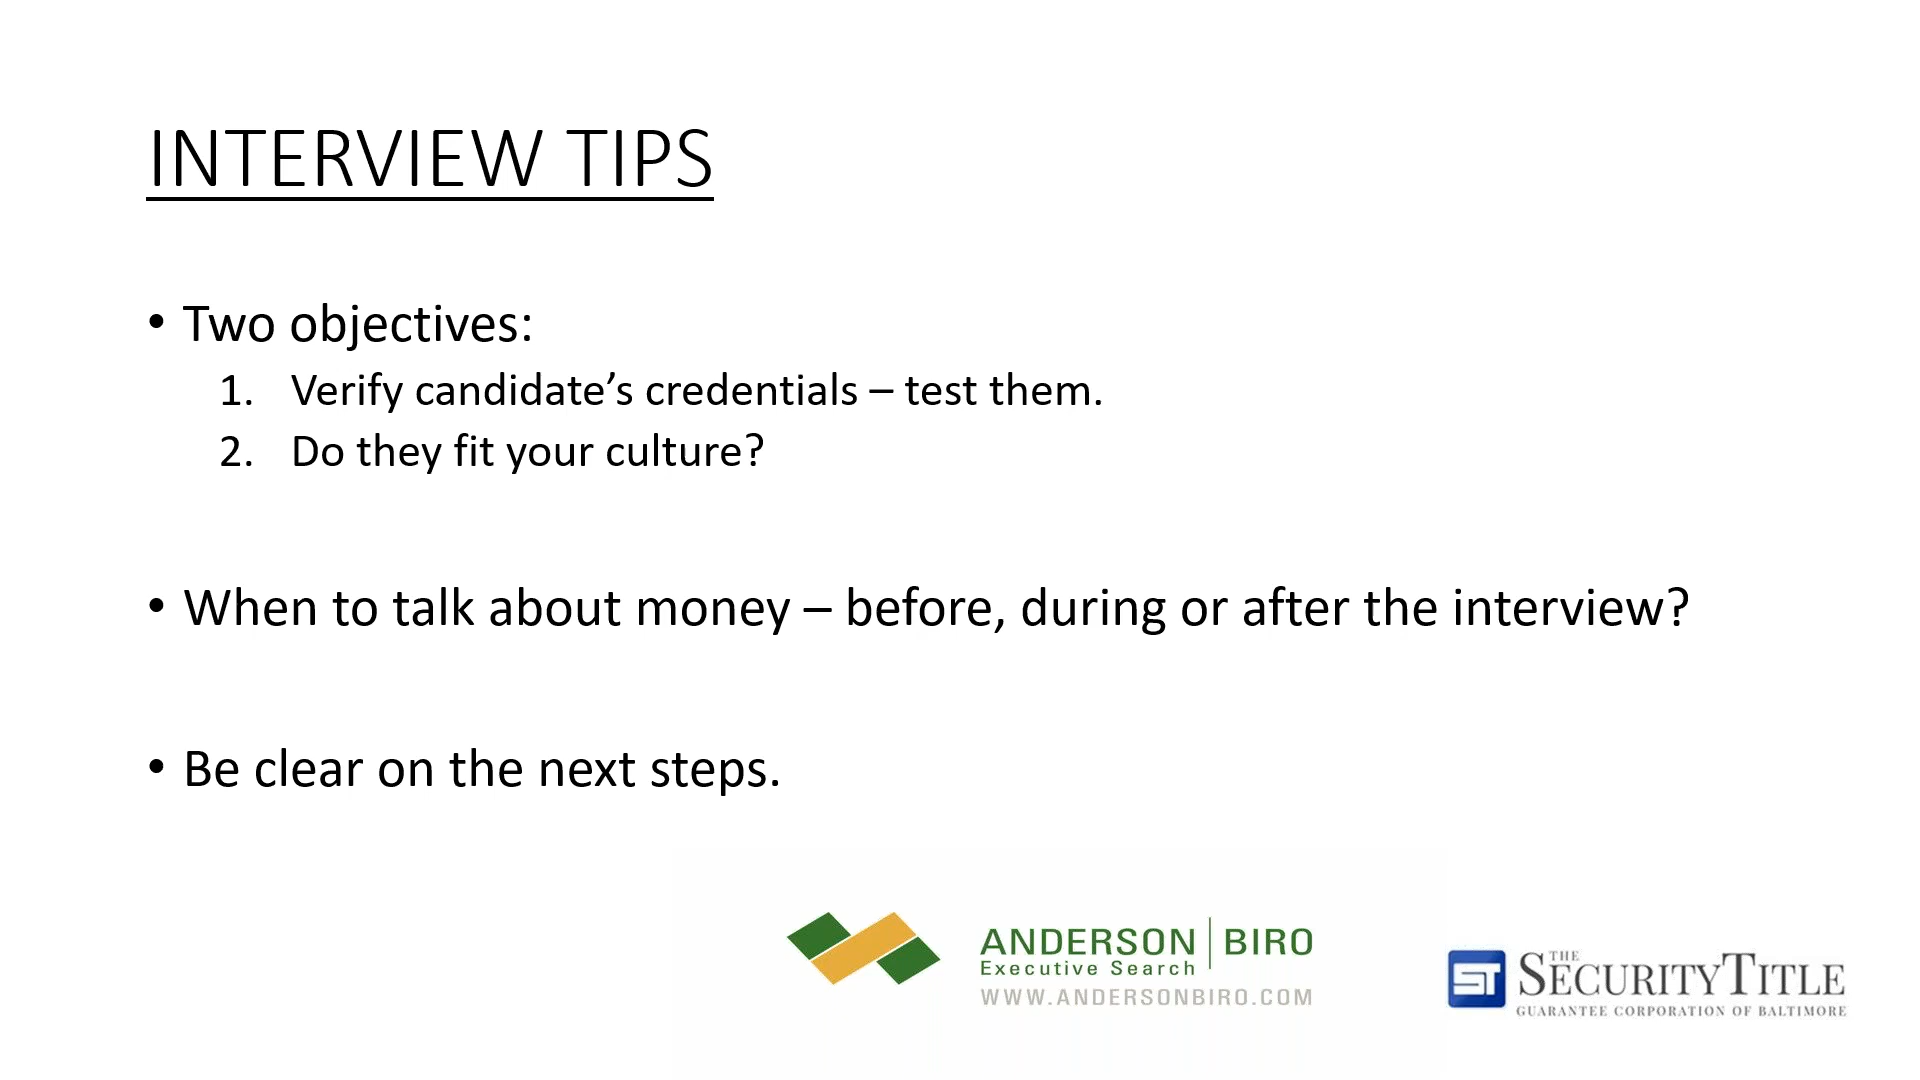 INTERVIEW TIPS
• Two objectives:
1. Verify candidate’s credentials – test them.
2. Do they fit your culture?
• When to talk about money – before, during or after the interview?
• Be clear on the next steps.
ANDERSON | BIRO
Executive Search
WWW.ANDERSONBIRO.COM
ST
THE
SECURITYTITLE
GUARANTEE CORPORATION OF BALTIMORE